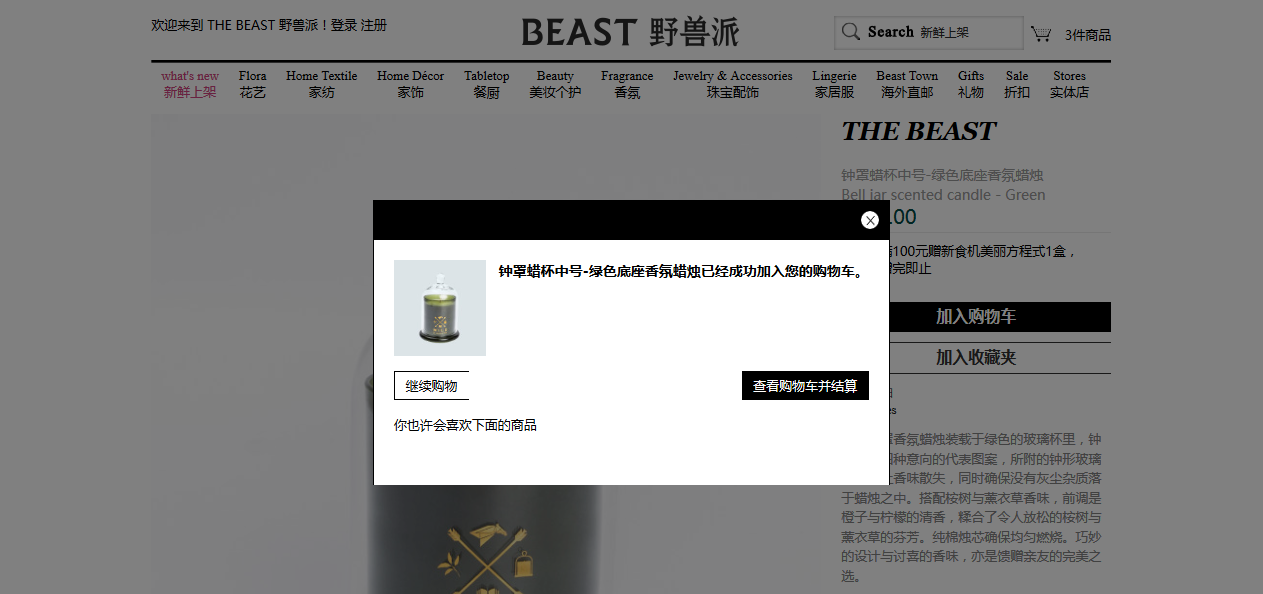 欢迎来到 THE BEAST 野兽派！登录 注册
BEAST 野兽派
Search 新鲜上架
3件商品
what's new Flora Home Textile Home Décor Tabletop Beauty Fragrance Jewelry & Accessories Lingerie Beast Town Gifts Sale Stores
新鲜上架 花艺 家纺 家饰 餐厨 美妆个护 香氛 珠宝配饰 家居服 海外直邮 礼物 折扣 实体店
THE BEAST
钟罩蜡杯中号-绿色底座香氛蜡烛
Bell jar scented candle - Green
.00
100元赠新食机美丽方程式1盒，
完即止
加入购物车
加入收藏夹
钟罩蜡杯中号-绿色底座香氛蜡烛已经成功加入您的购物车。
继续购物
查看购物车并结算
你也许会喜欢下面的商品
香氛蜡烛装载于绿色的玻璃杯里，钟
种意向的代表图案，所附的钟形玻璃
香味散失，同时确保没有灰尘杂质落
于蜡烛之中。搭配桉树与薰衣草香味，前调是
橙子与柠檬的清香，糅合了令人放松的桉树与
薰衣草的芬芳。纯棉烛芯确保均匀燃烧。巧妙
的设计与讨喜的香味，亦是馈赠亲友的完美之
选。